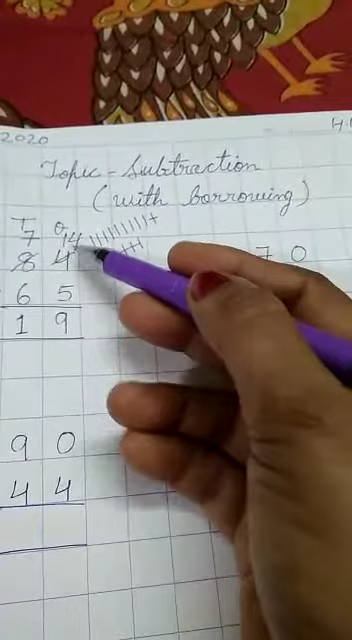 2020
H.
Topic - Subtraction
(with borrowing)
T O
7 14
8 4 7 0
6 5
1 9
9 0
4 4